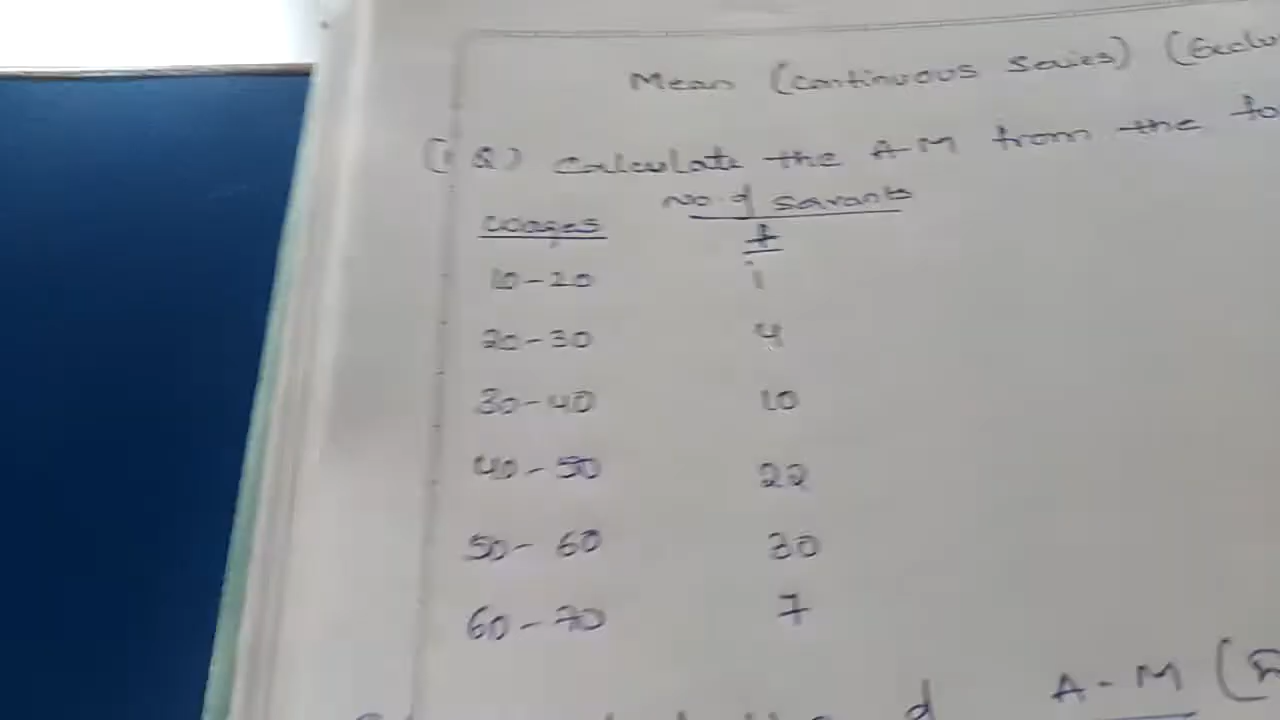 Mean (Continuous Series)
Q) Calculate the A-M from the
No. of Servants
Wages
f
10-20 1
20-30 4
30-40 10
40-50 22
50-60 30
60-70 7
A-M